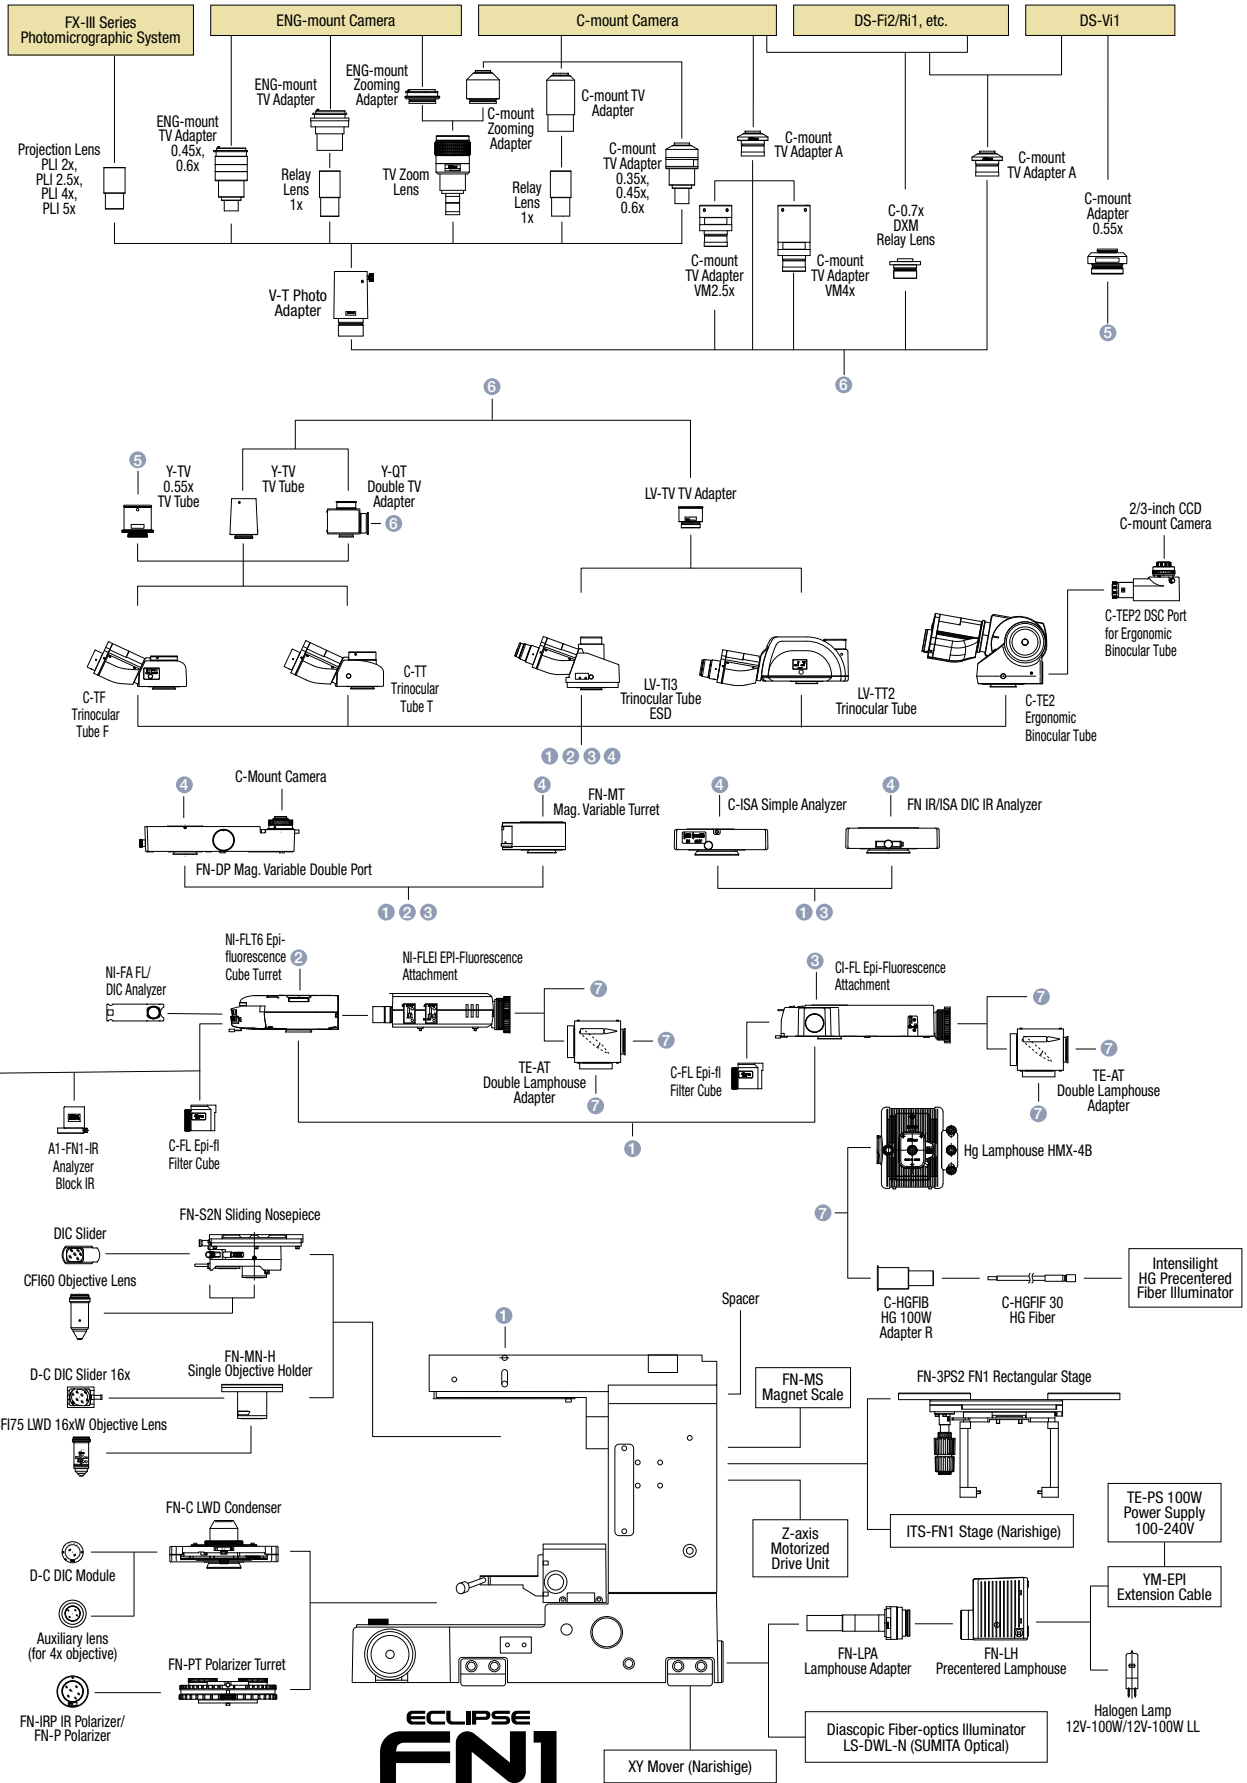 FX-III Series
Photomicrographic System
ENG-mount Camera
C-mount Camera
DS-Fi2/Ri1, etc.
DS-Vi1
Projection Lens
PLI 2x,
PLI 2.5x,
PLI 4x,
PLI 5x
ENG-mount
TV Adapter
0.45x,
0.6x
ENG-mount
TV Adapter
Relay
Lens
1x
ENG-mount
Zooming
Adapter
TV Zoom
Lens
C-mount
Zooming
Adapter
C-mount TV
Adapter
Relay
Lens
1x
C-mount
TV Adapter
0.35x,
0.45x,
0.6x
C-mount
TV Adapter A
C-mount
TV Adapter
VM2.5x
C-mount
TV Adapter
VM4x
C-0.7x
DXM
Relay Lens
C-mount
TV Adapter A
C-mount
Adapter
0.55x
5
V-T Photo
Adapter
6
6
5
Y-TV
0.55x
TV Tube
Y-TV
TV Tube
Y-QT
Double TV
Adapter
6
LV-TV TV Adapter
2/3-inch CCD
C-mount Camera
C-TEP2 DSC Port
for Ergonomic
Binocular Tube
C-TF
Trinocular
Tube F
C-TT
Trinocular
Tube T
LV-TI3
Trinocular Tube
ESD
LV-TT2
Trinocular Tube
C-TE2
Ergonomic
Binocular Tube
1 2 3 4
4
C-Mount Camera
FN-DP Mag. Variable Double Port
4
FN-MT
Mag. Variable Turret
4
C-ISA Simple Analyzer
4
FN IR/ISA DIC IR Analyzer
1 2 3
1 3
NI-FA FL/
DIC Analyzer
NI-FLT6 Epi-
fluorescence
Cube Turret
2
NI-FLEI EPI-Fluorescence
Attachment
7
7
TE-AT
Double Lamphouse
Adapter
7
3
CI-FL Epi-Fluorescence
Attachment
C-FL Epi-fl
Filter Cube
7
7
TE-AT
Double Lamphouse
Adapter
7
A1-FN1-IR
Analyzer
Block IR
C-FL Epi-fl
Filter Cube
1
Hg Lamphouse HMX-4B
7
C-HGFIB
HG 100W
Adapter R
C-HGFIF 30
HG Fiber
Intensilight
HG Precentered
Fiber Illuminator
FN-S2N Sliding Nosepiece
DIC Slider
CFI60 Objective Lens
FN-MN-H
Single Objective Holder
D-C DIC Slider 16x
CFI75 LWD 16xW Objective Lens
1
Spacer
FN-MS
Magnet Scale
FN-3PS2 FN1 Rectangular Stage
ITS-FN1 Stage (Narishige)
Z-axis
Motorized
Drive Unit
TE-PS 100W
Power Supply
100-240V
YM-EPI
Extension Cable
FN-C LWD Condenser
D-C DIC Module
Auxiliary lens
(for 4x objective)
FN-PT Polarizer Turret
FN-IRP IR Polarizer/
FN-P Polarizer
FN-LPA
Lamphouse Adapter
FN-LH
Precentered Lamphouse
Halogen Lamp
12V-100W/12V-100W LL
Diascopic Fiber-optics Illuminator
LS-DWL-N (SUMITA Optical)
XY Mover (Narishige)
ECLIPSE
FN1